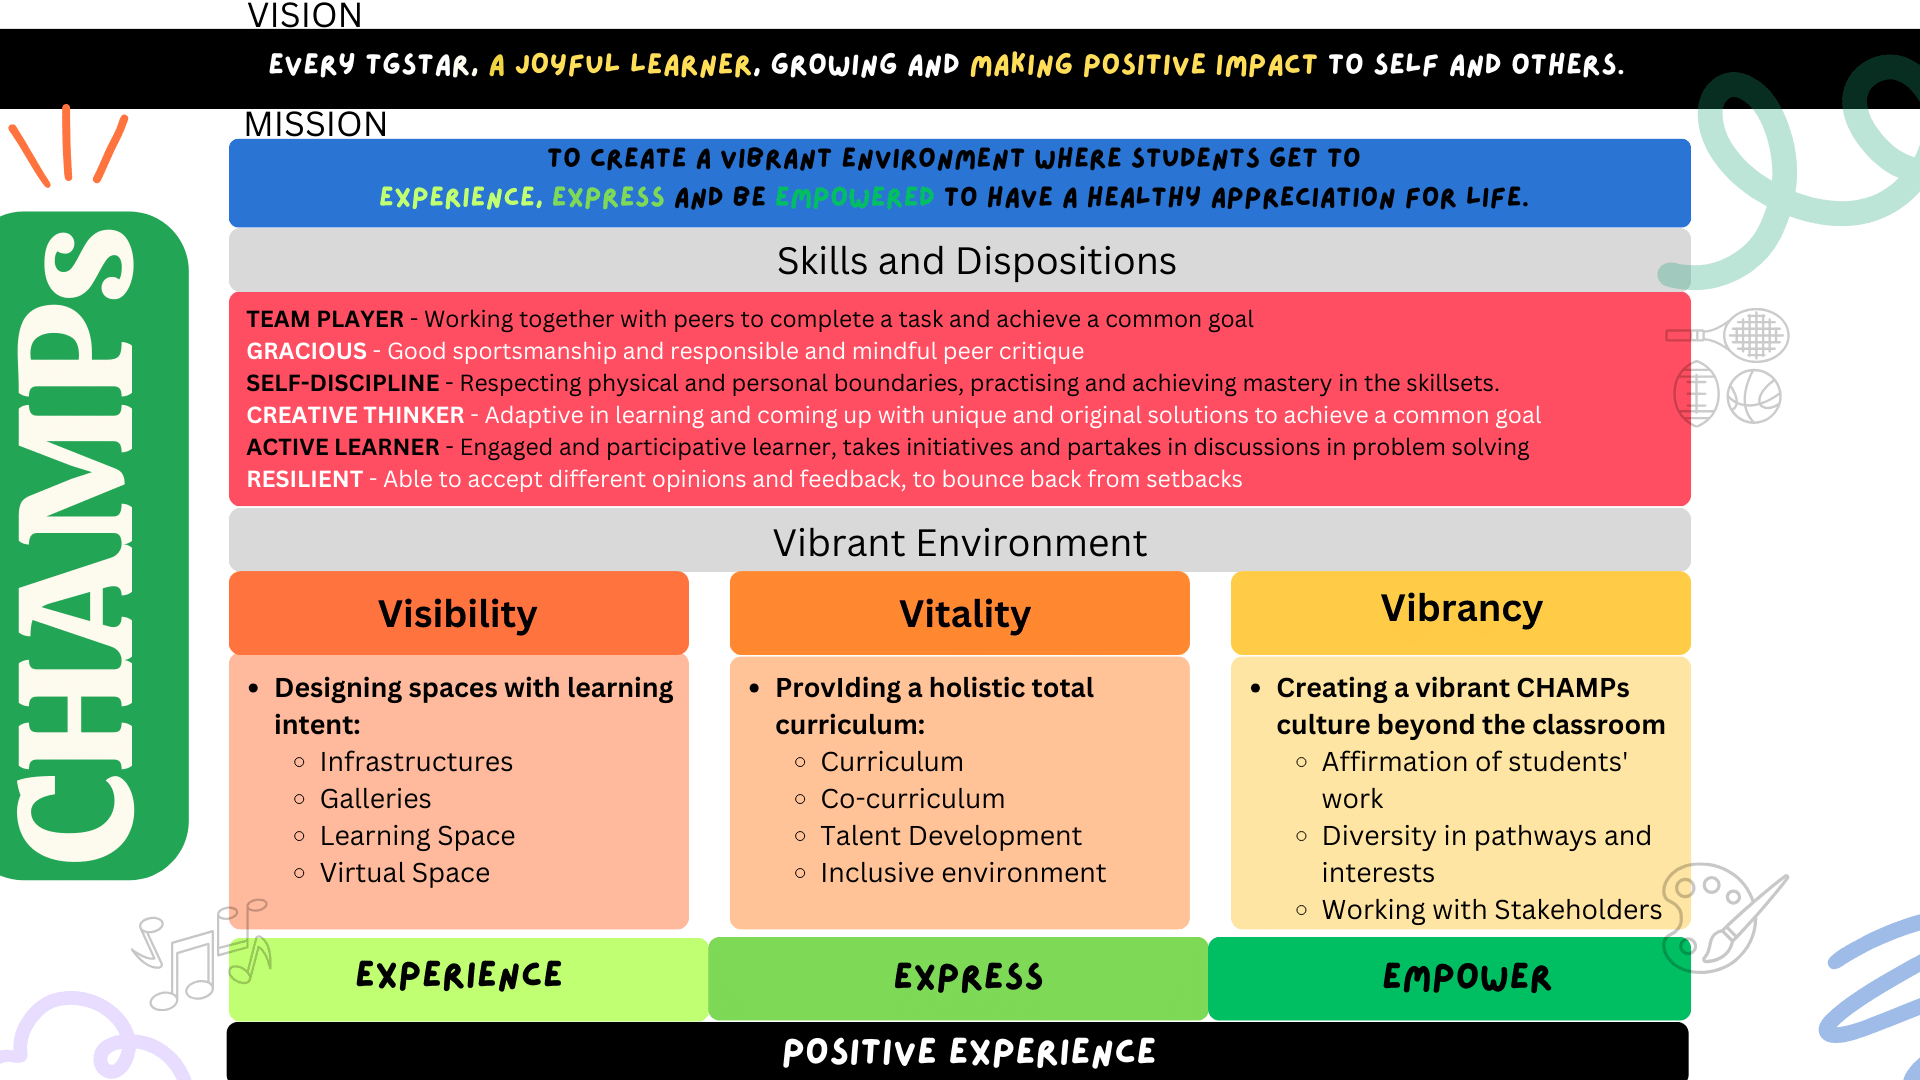 VISION
EVERY TGSTAR, A JOYFUL LEARNER, GROWING AND MAKING POSITIVE IMPACT TO SELF AND OTHERS.
MISSION
TO CREATE A VIBRANT ENVIRONMENT WHERE STUDENTS GET TO
EXPERIENCE, EXPRESS AND BE EMPOWERED TO HAVE A HEALTHY APPRECIATION FOR LIFE.
CHAMPs
Skills and Dispositions
TEAM PLAYER - Working together with peers to complete a task and achieve a common goal
GRACIOUS - Good sportsmanship and responsible and mindful peer critique
SELF-DISCIPLINE - Respecting physical and personal boundaries, practising and achieving mastery in the skillsets.
CREATIVE THINKER - Adaptive in learning and coming up with unique and original solutions to achieve a common goal
ACTIVE LEARNER - Engaged and participative learner, takes initiatives and partakes in discussions in problem solving
RESILIENT - Able to accept different opinions and feedback, to bounce back from setbacks
Vibrant Environment
Visibility
• Designing spaces with learning
intent:
◦ Infrastructures
◦ Galleries
◦ Learning Space
◦ Virtual Space
Vitality
• ProvIding a holistic total
curriculum:
◦ Curriculum
◦ Co-curriculum
◦ Talent Development
◦ Inclusive environment
Vibrancy
• Creating a vibrant CHAMPs
culture beyond the classroom
◦ Affirmation of students'
work
◦ Diversity in pathways and
interests
◦ Working with Stakeholders
EXPERIENCE
EXPRESS
EMPOWER
POSITIVE EXPERIENCE